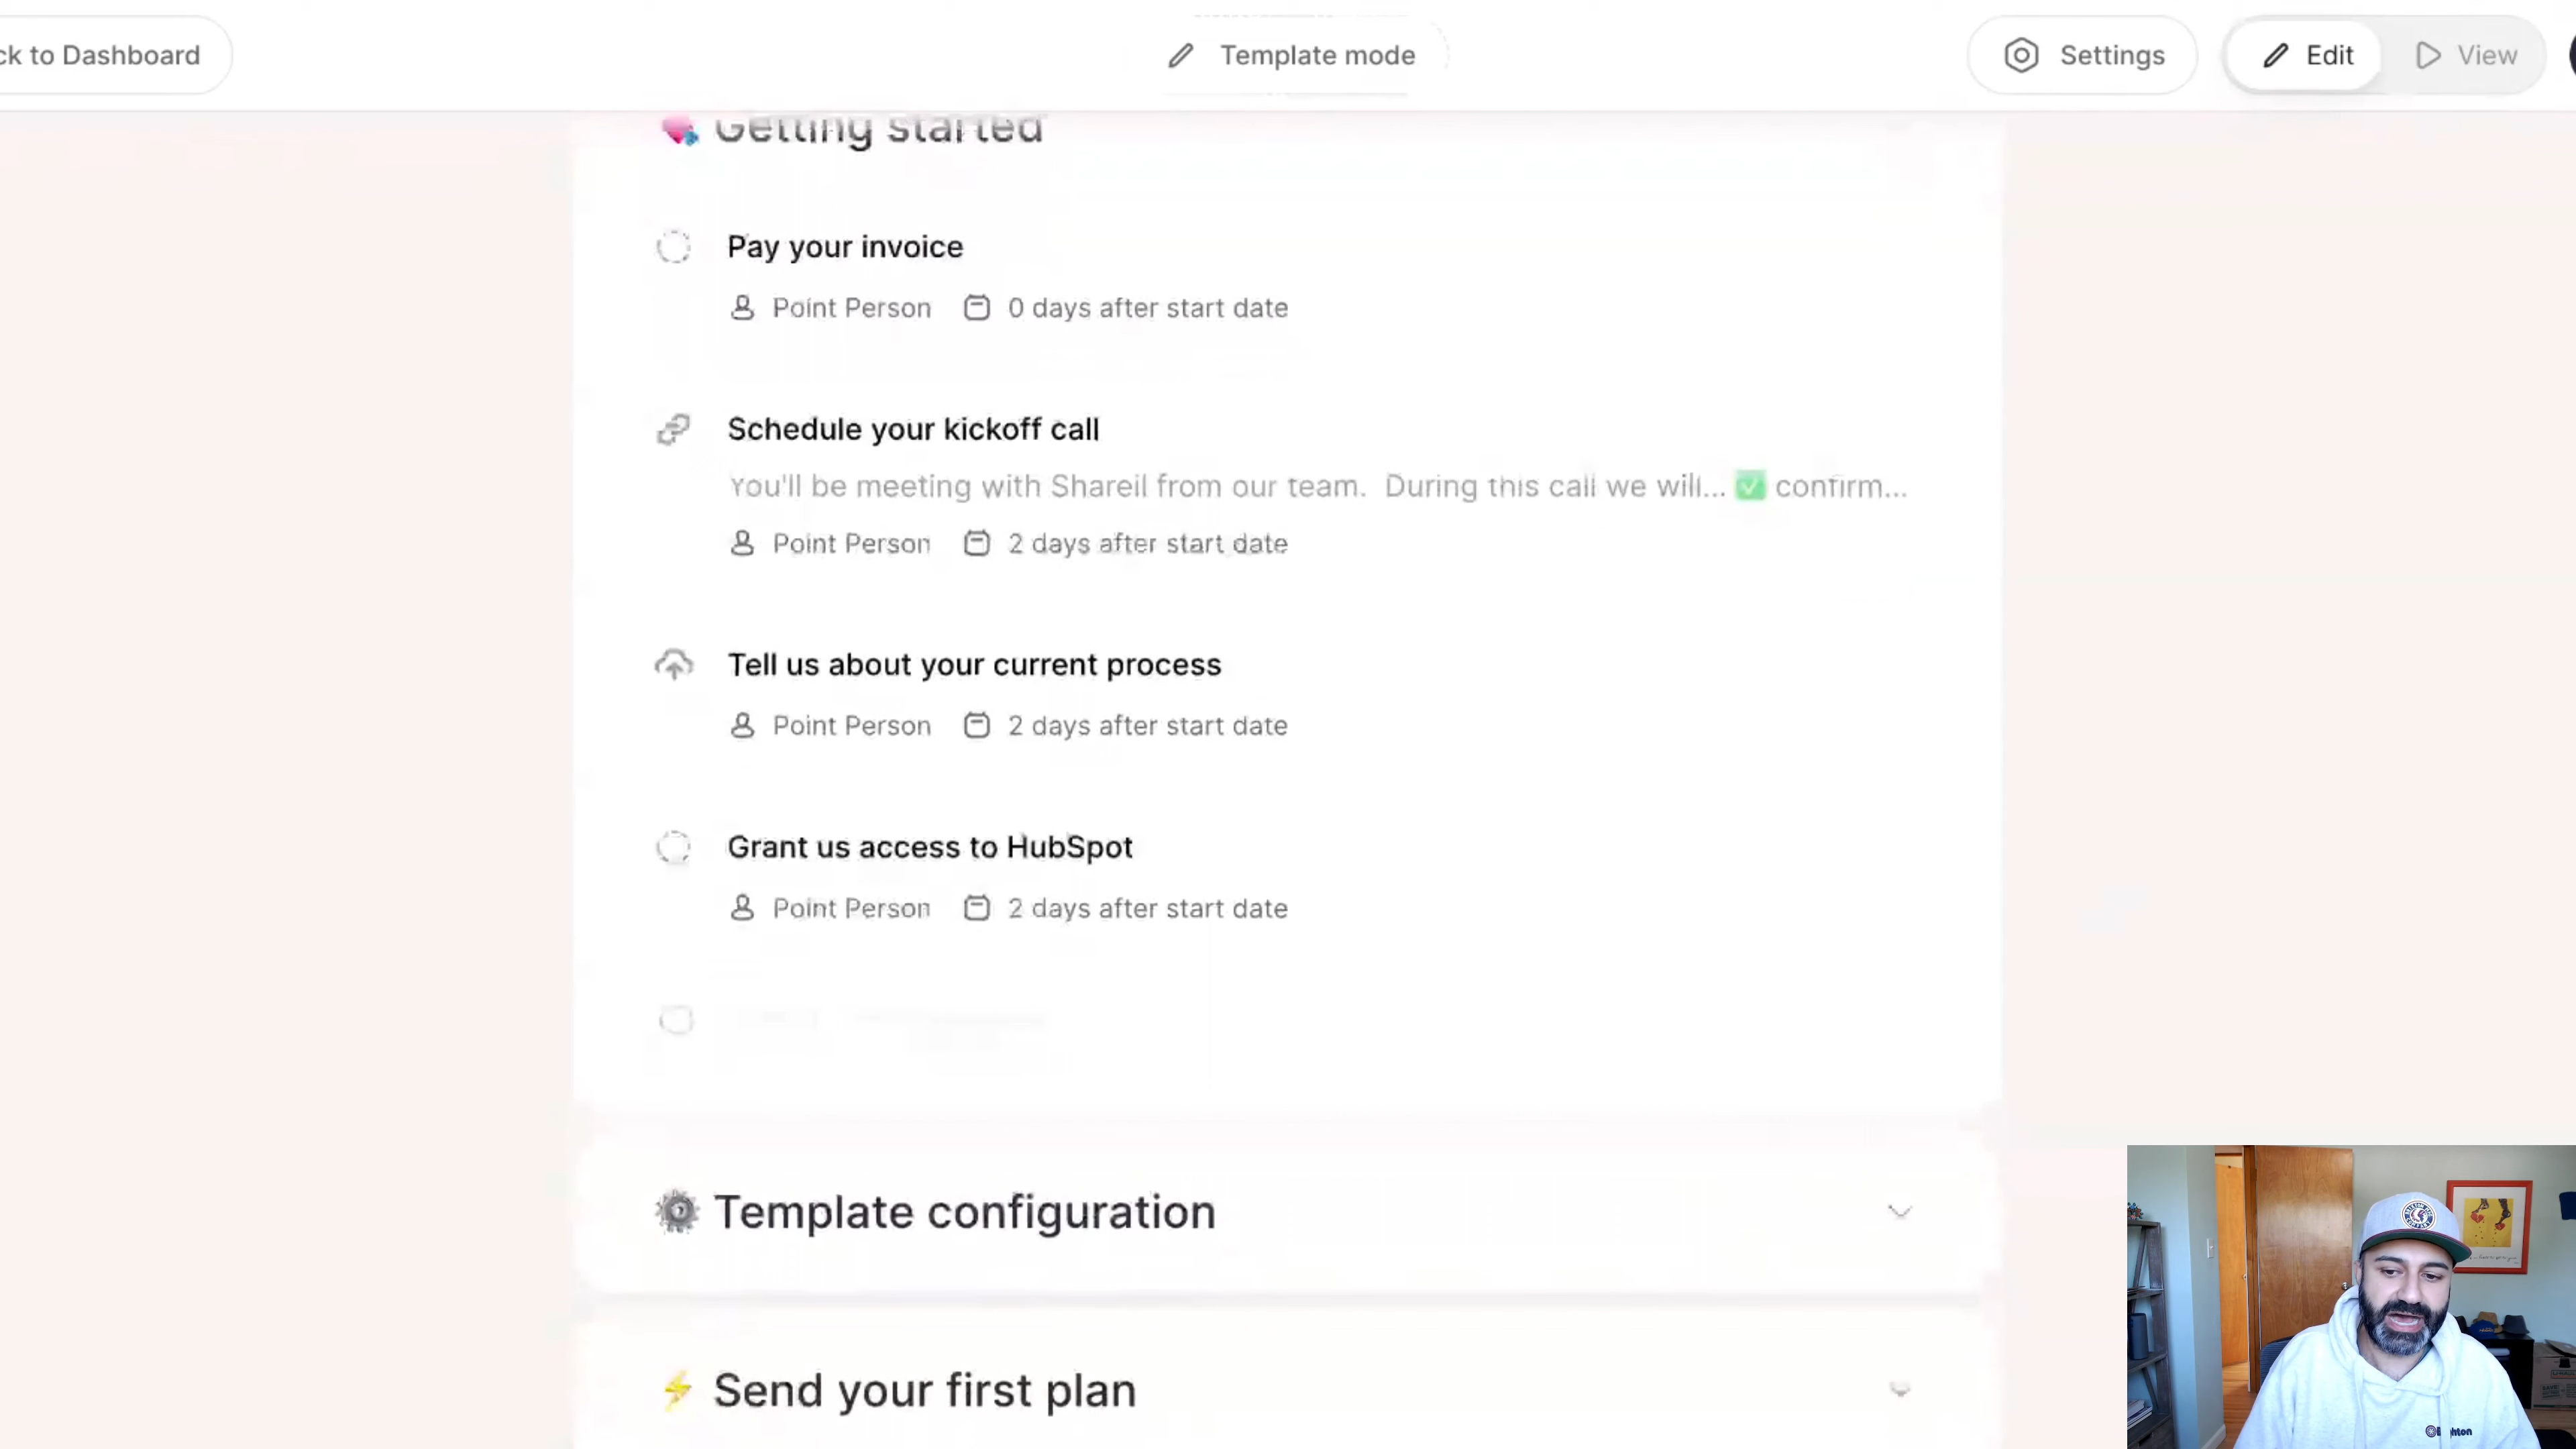 ck to Dashboard
Template mode
Settings
Edit
View
Getting started
Pay your invoice
Point Person 0 days after start date
Schedule your kickoff call
You'll be meeting with Shareil from our team. During this call we will... ✅ confirm...
Point Person 2 days after start date
Tell us about your current process
Point Person 2 days after start date
Grant us access to HubSpot
Point Person 2 days after start date
Template configuration
Send your first plan